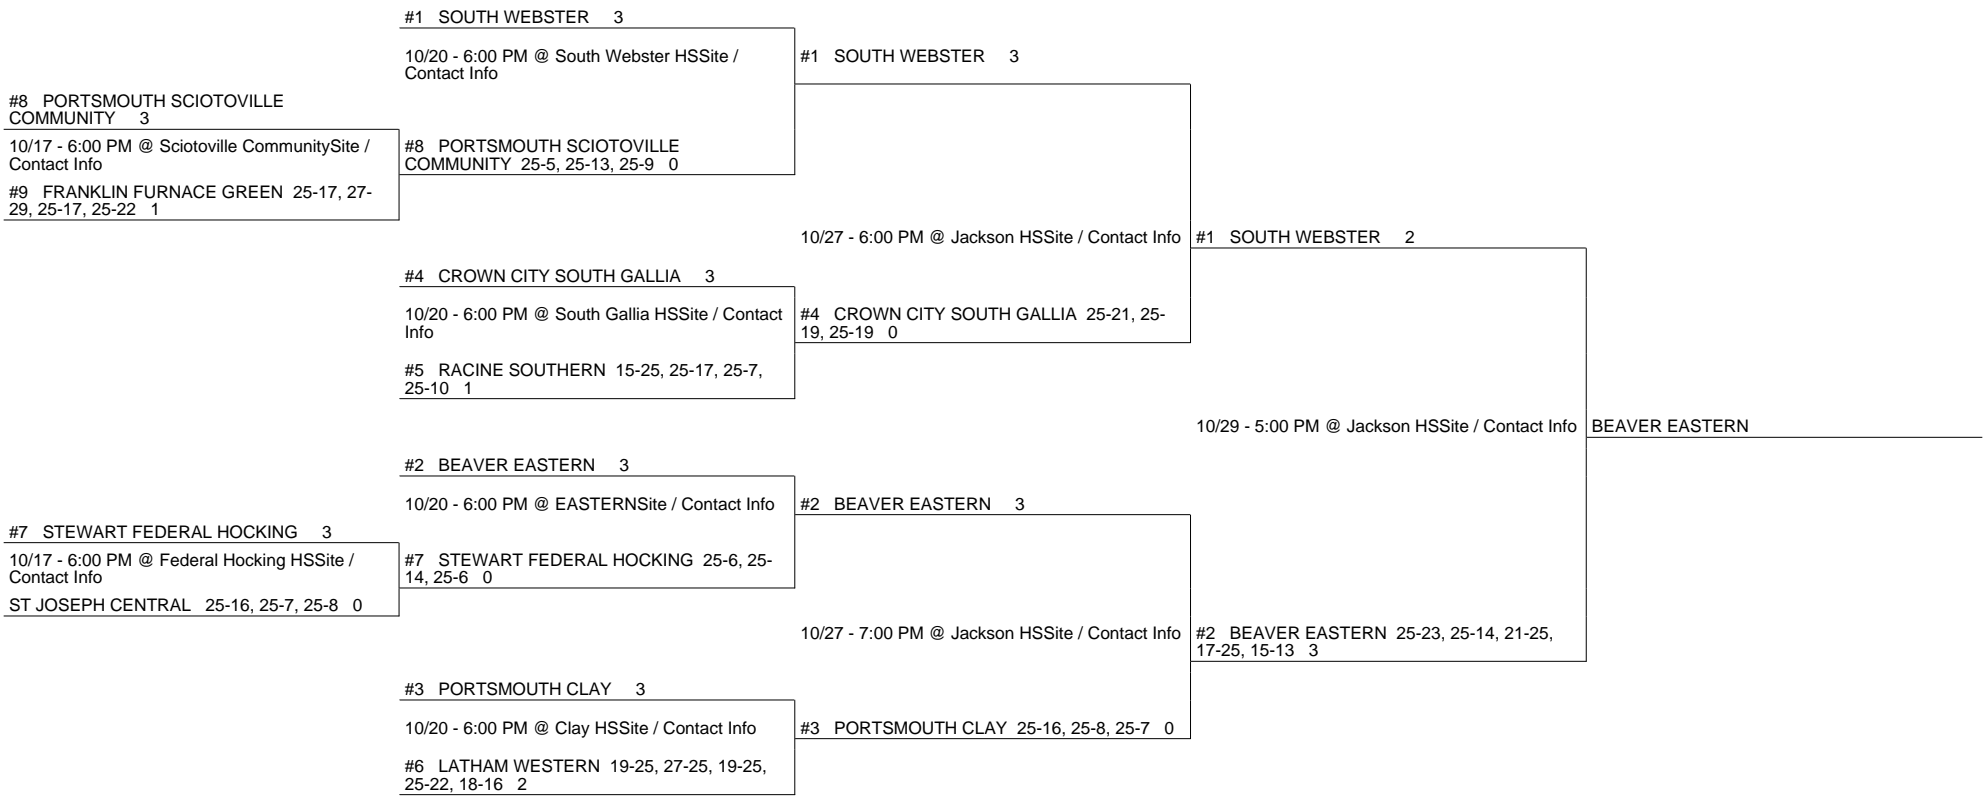 #8 PORTSMOUTH SCIOTOVILLE
COMMUNITY 3
10/17 - 6:00 PM @ Sciotoville CommunitySite /
Contact Info
#9 FRANKLIN FURNACE GREEN 25-17, 27-
29, 25-17, 25-22 1
#7 STEWART FEDERAL HOCKING 3
10/17 - 6:00 PM @ Federal Hocking HSSite /
Contact Info
ST JOSEPH CENTRAL 25-16, 25-7, 25-8 0
#1 SOUTH WEBSTER 3
10/20 - 6:00 PM @ South Webster HSSite /
Contact Info
#8 PORTSMOUTH SCIOTOVILLE
COMMUNITY 25-5, 25-13, 25-9 0
#4 CROWN CITY SOUTH GALLIA 3
10/20 - 6:00 PM @ South Gallia HSSite / Contact
Info
#5 RACINE SOUTHERN 15-25, 25-17, 25-7,
25-10 1
#2 BEAVER EASTERN 3
10/20 - 6:00 PM @ EASTERNSite / Contact Info
#7 STEWART FEDERAL HOCKING 25-6, 25-
14, 25-6 0
#3 PORTSMOUTH CLAY 3
10/20 - 6:00 PM @ Clay HSSite / Contact Info
#6 LATHAM WESTERN 19-25, 27-25, 19-25,
25-22, 18-16 2
#1 SOUTH WEBSTER 3
10/27 - 6:00 PM @ Jackson HSSite / Contact Info
#4 CROWN CITY SOUTH GALLIA 25-21, 25-
19, 25-19 0
#2 BEAVER EASTERN 3
10/27 - 7:00 PM @ Jackson HSSite / Contact Info
#3 PORTSMOUTH CLAY 25-16, 25-8, 25-7 0
#1 SOUTH WEBSTER 2
10/29 - 5:00 PM @ Jackson HSSite / Contact Info
#2 BEAVER EASTERN 25-23, 25-14, 21-25,
17-25, 15-13 3
BEAVER EASTERN